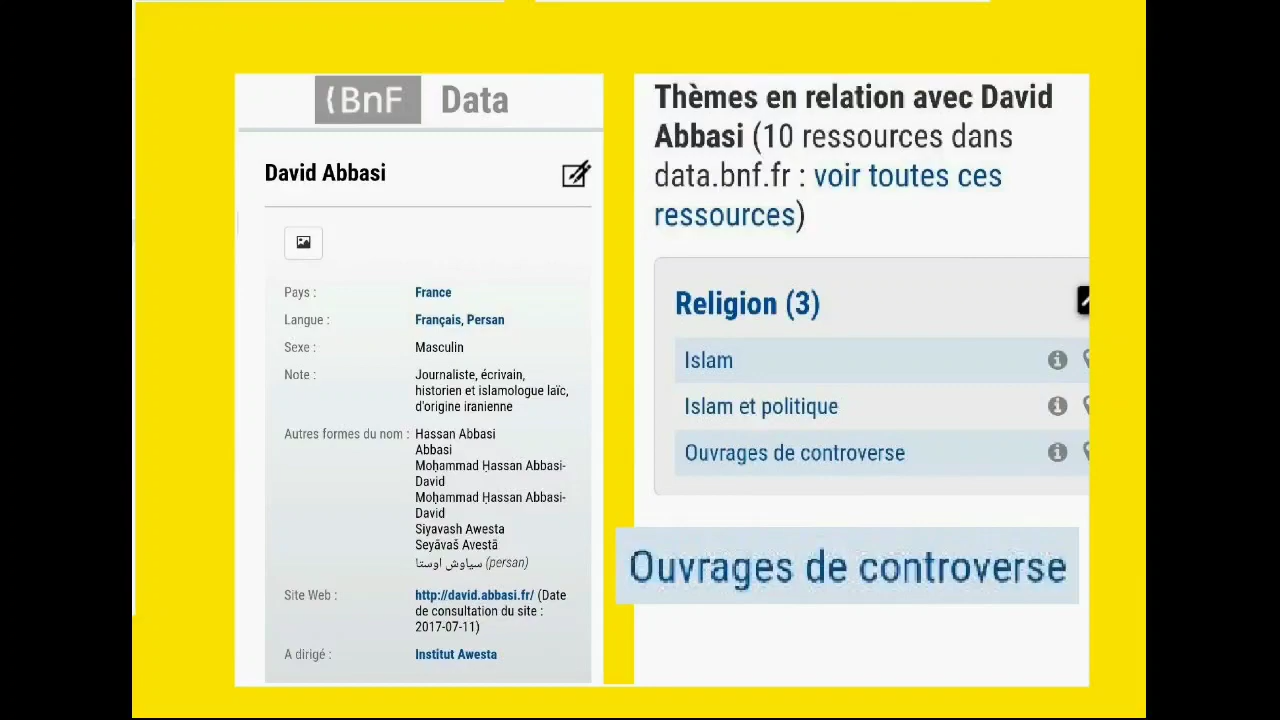 (BnF Data
David Abbasi
Pays : France
Langue : Français, Persan
Sexe : Masculin
Note : Journaliste, écrivain,
historien et islamologue laïc,
d'origine iranienne
Autres formes du nom : Hassan Abbasi
Abbasi
Moḥammad Ḥassan Abbasi-
David
Moḥammad Ḥassan Abbasi-
David
Siyavash Awesta
Seyāvaš Avestā
سیاوش اوستا (persan)
Site Web : http://david.abbasi.fr/ (Date
de consultation du site :
2017-07-11)
A dirigé : Institut Awesta
Thèmes en relation avec David
Abbasi (10 ressources dans
data.bnf.fr : voir toutes ces
ressources)
Religion (3)
Islam
Islam et politique
Ouvrages de controverse
Ouvrages de controverse